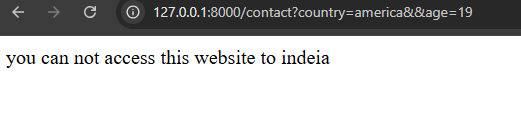 127.0.0.1:8000/contact?country=america&&age=19
you can not access this website to indeia